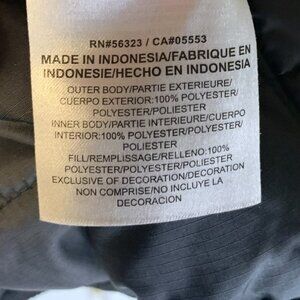 RN#56323 / CA#05553
MADE IN INDONESIA/FABRIQUE EN
INDONESIE/HECHO EN INDONESIA
OUTER BODY/PARTIE EXTERIEURE/
CUERPO EXTERIOR:100% POLYESTER/
POLYESTER/POLIESTER
INNER BODY/PARTIE INTERIEURE/CUERPO
INTERIOR:100% POLYESTER/POLYESTER/
POLIESTER
FILL/REMPLISSAGE/RELLENO:100%
POLYESTER/POLYESTER/POLIESTER
EXCLUSIVE OF DECORATION/DECORATION
NON COMPRISE/NO INCLUYE LA
DECORACION